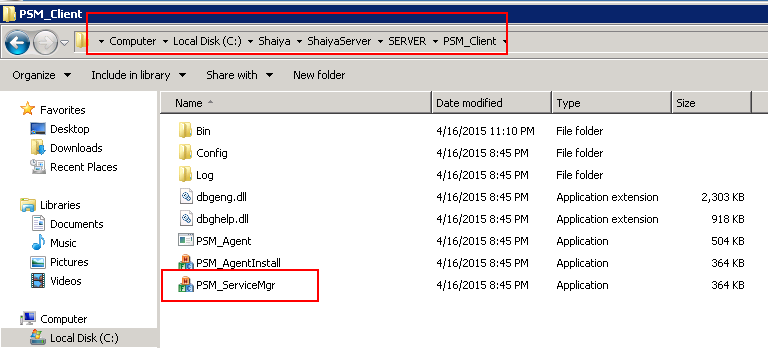 PSM_Client
Computer Local Disk (C:) Shaiya ShaiyaServer SERVER PSM_Client
Organize Include in library Share with New folder
Favorites
Desktop
Downloads
Recent Places
Libraries
Documents
Music
Pictures
Videos
Computer
Local Disk (C:)
Name Date modified Type Size
Bin 4/16/2015 11:10 PM File folder
Config 4/16/2015 8:45 PM File folder
Log 4/16/2015 8:45 PM File folder
dbgeng.dll 4/16/2015 8:45 PM Application extension 2,303 KB
dbghelp.dll 4/16/2015 8:45 PM Application extension 918 KB
PSM_Agent 4/16/2015 8:45 PM Application 504 KB
PSM_AgentInstall 4/16/2015 8:45 PM Application 364 KB
PSM_ServiceMgr 4/16/2015 8:45 PM Application 364 KB